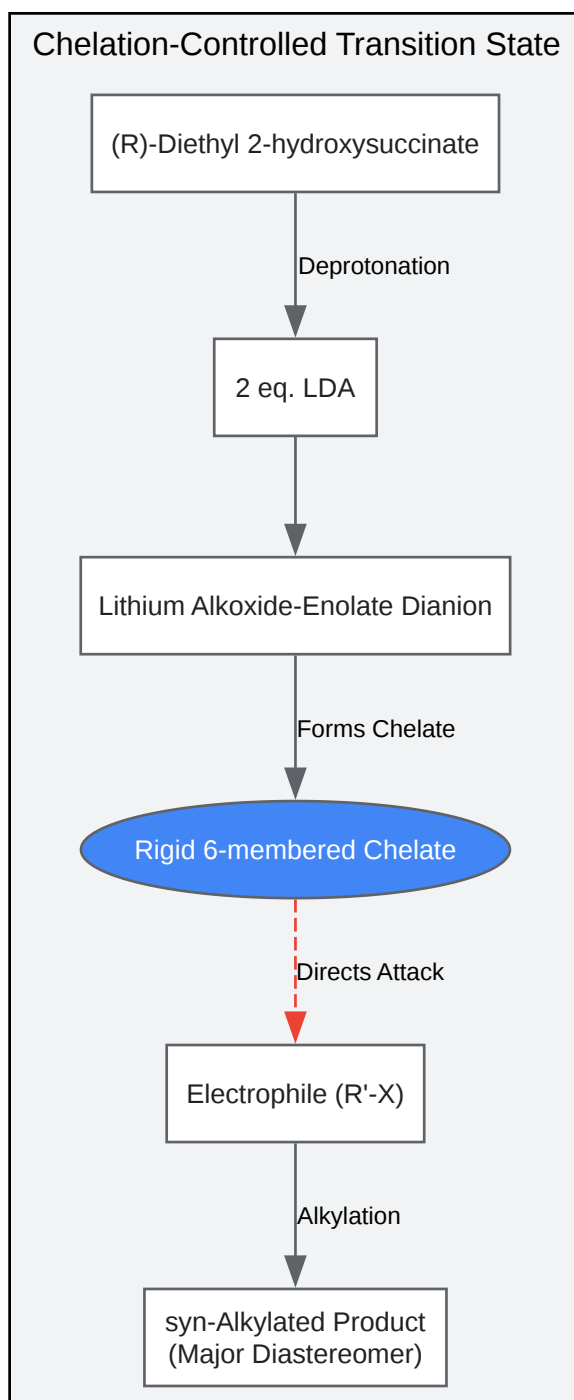 Chelation-Controlled Transition State
(R)-Diethyl 2-hydroxysuccinate
Deprotonation
2 eq. LDA
Lithium Alkoxide-Enolate Dianion
Forms Chelate
Rigid 6-membered Chelate
Directs Attack
Electrophile (R'-X)
Alkylation
syn-Alkylated Product
(Major Diastereomer)